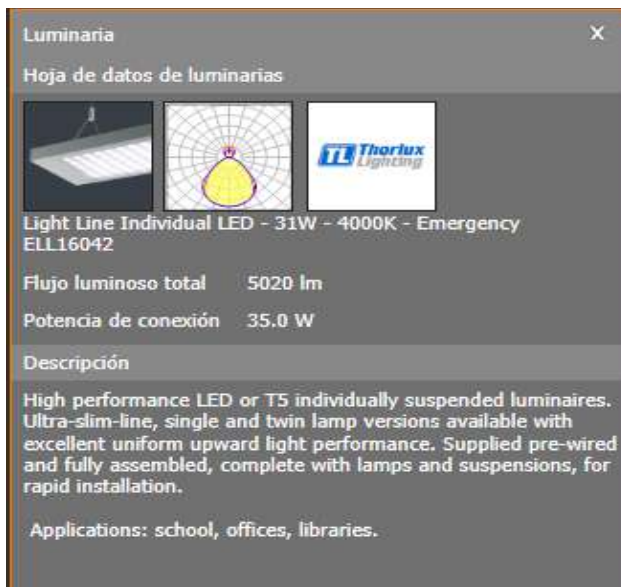 Luminaria X
Hoja de datos de luminarias
TL Thorlux
Lighting
Light Line Individual LED - 31W - 4000K - Emergency
ELL16042
Flujo luminoso total 5020 lm
Potencia de conexión 35.0 W
Descripción
High performance LED or T5 individually suspended luminaires.
Ultra-slim-line, single and twin lamp versions available with
excellent uniform upward light performance. Supplied pre-wired
and fully assembled, complete with lamps and suspensions, for
rapid installation.
Applications: school, offices, libraries.